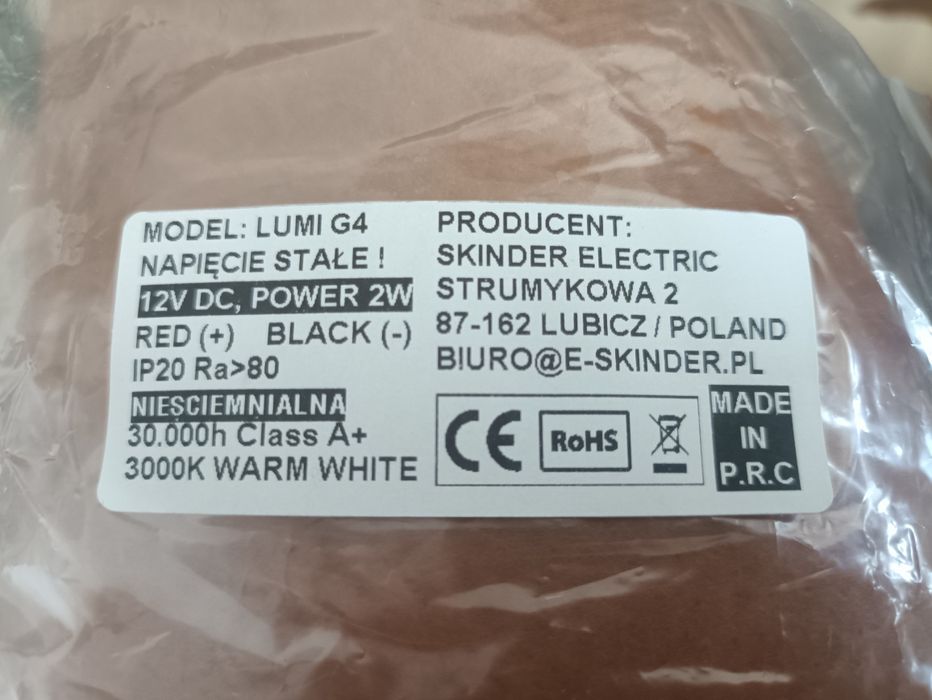 MODEL: LUMI G4
NAPIĘCIE STAŁE !
12V DC, POWER 2W
RED (+) BLACK (-)
IP20 Ra>80
NIEŚCIEMNIALNA
30.000h Class A+
3000K WARM WHITE
PRODUCENT:
SKINDER ELECTRIC
STRUMYKOWA 2
87-162 LUBICZ / POLAND
BIURO@E-SKINDER.PL
CE RoHS
MADE
IN
P.R.C